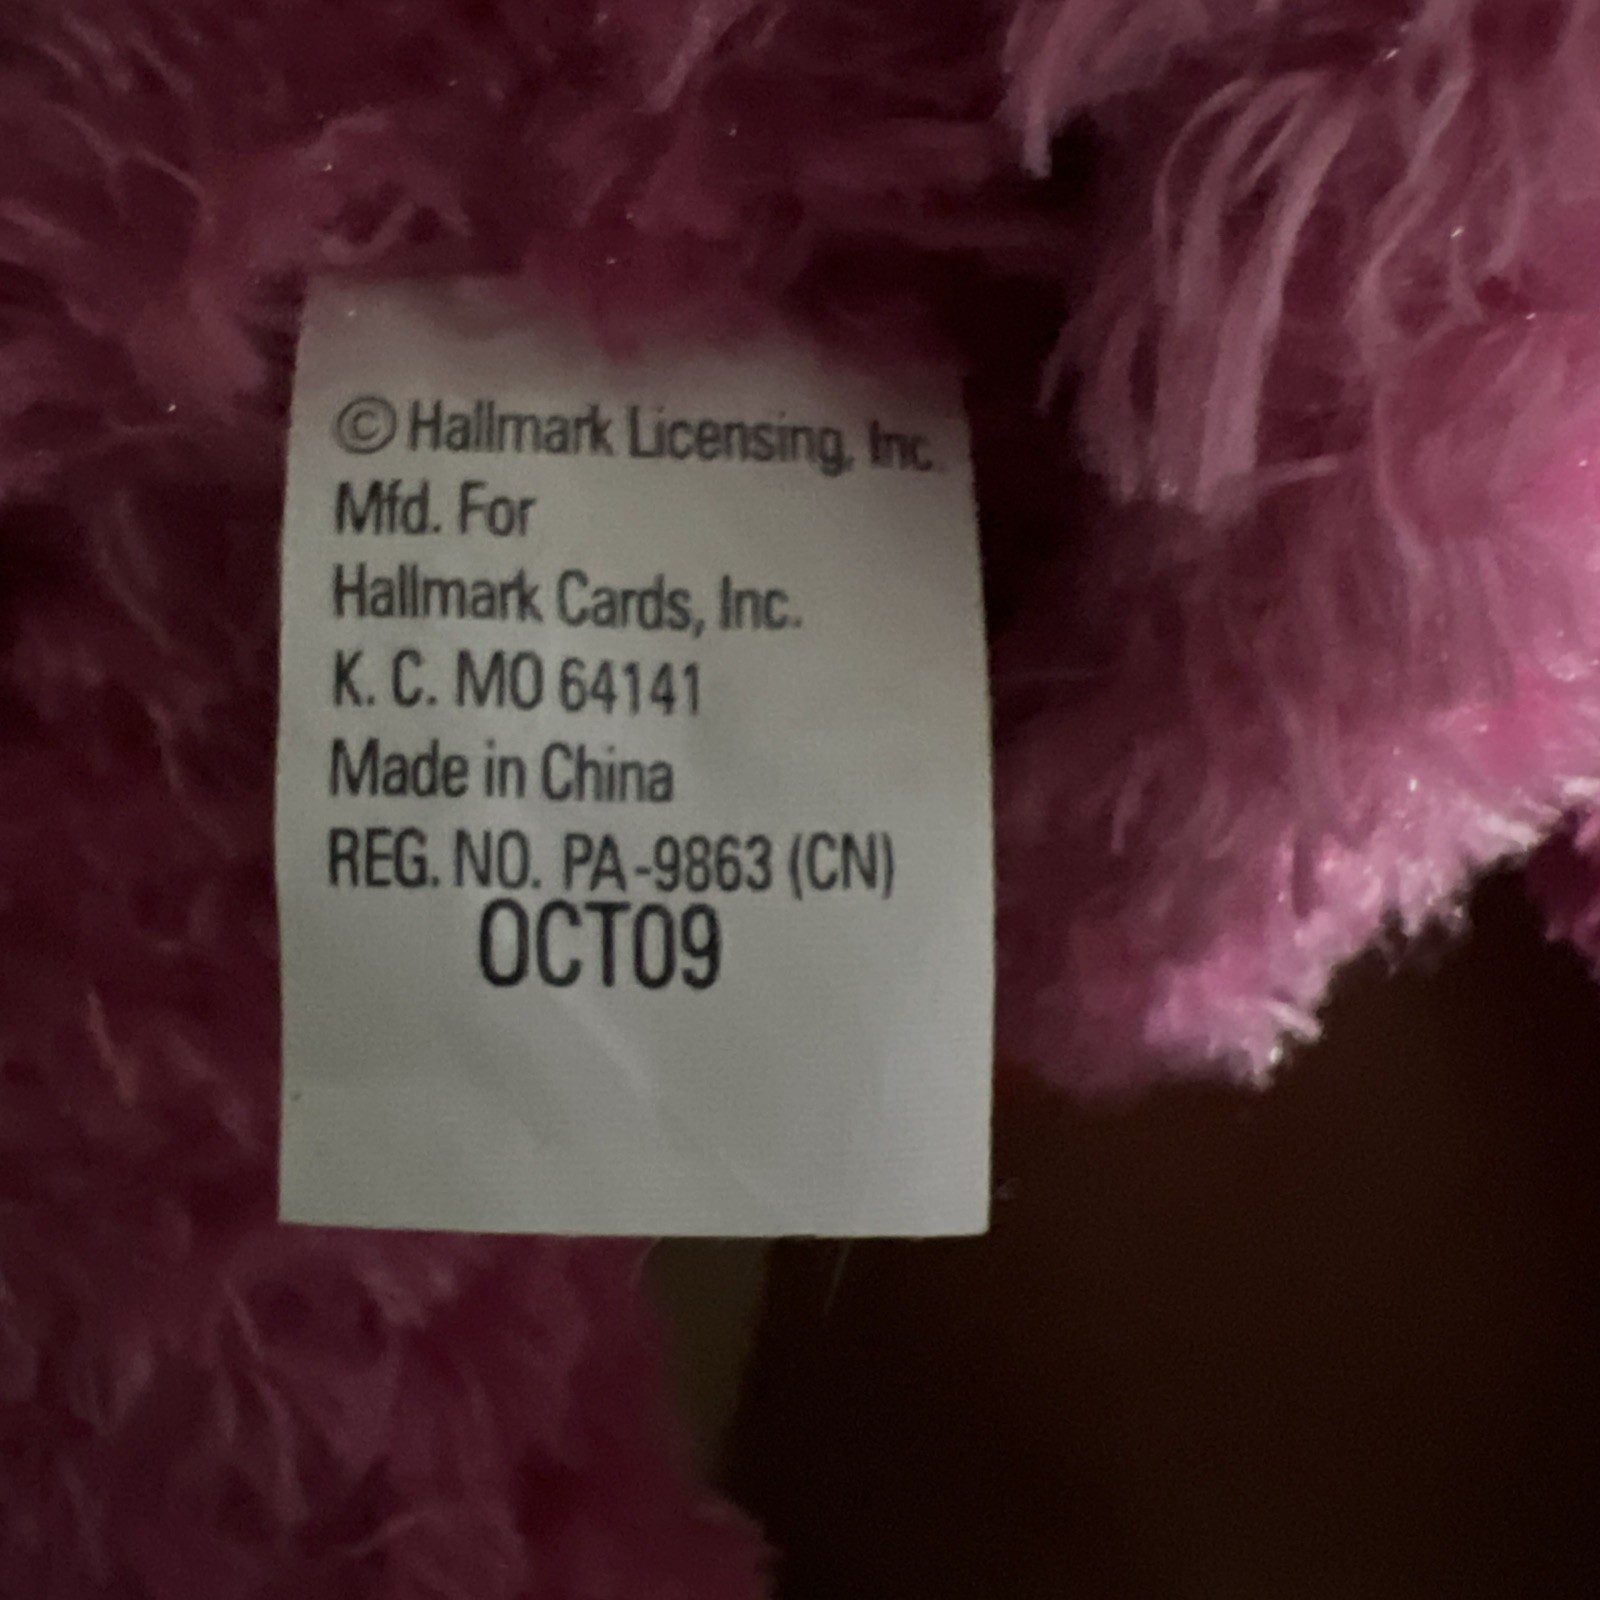 © Hallmark Licensing, Inc.
Mfd. For
Hallmark Cards, Inc.
K. C. MO 64141
Made in China
REG. NO. PA-9863 (CN)
OCT09